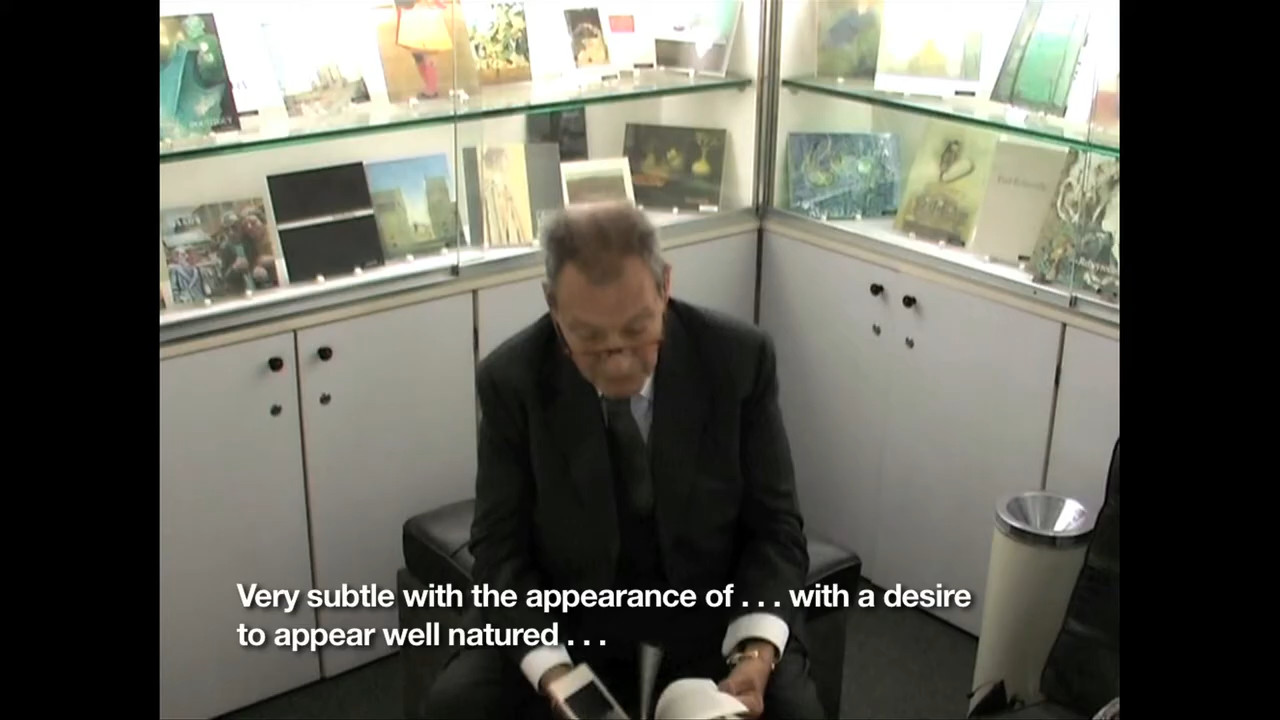 Very subtle with the appearance of . . . with a desire
to appear well natured . . .